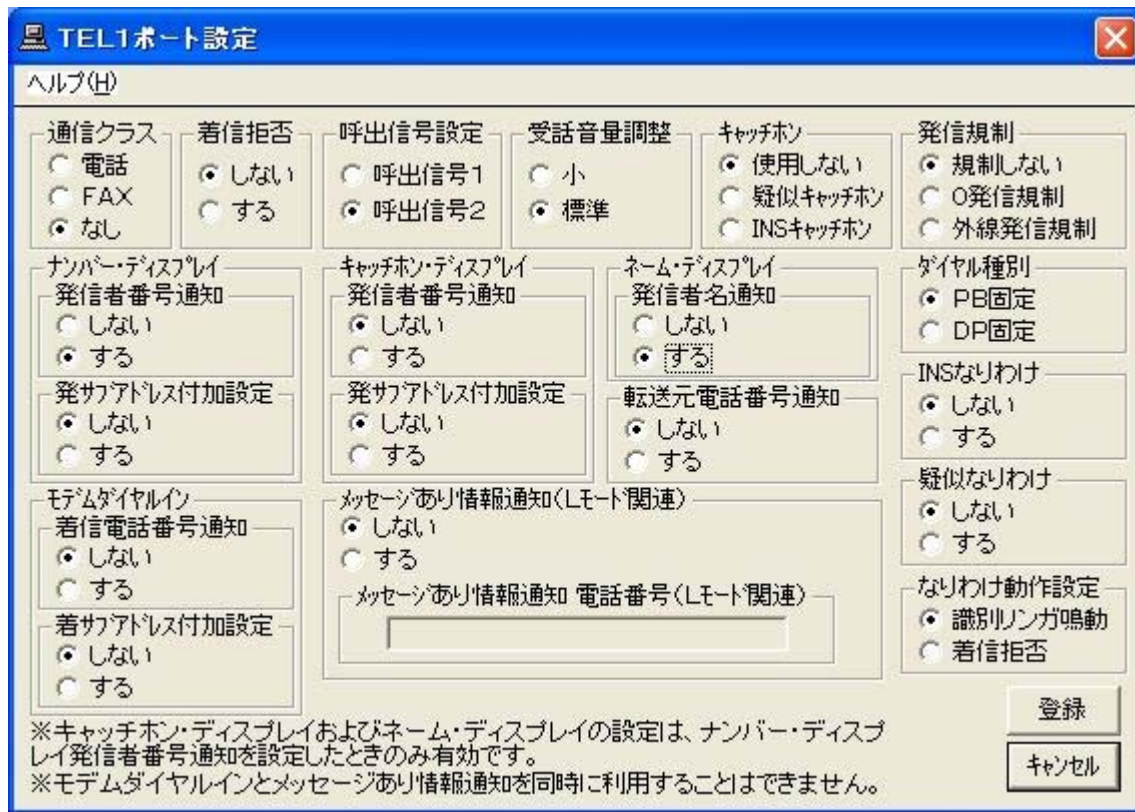 TEL1ポート設定
ヘルプ(H)
通信クラス
電話
FAX
なし
着信拒否
しない
する
呼出信号設定
呼出信号1
呼出信号2
受話音量調整
小
標準
キャッチホン
使用しない
疑似キャッチホン
INSキャッチホン
発信規制
規制しない
0発信規制
外線発信規制
ナンバー・ディスプレイ
発信者番号通知
しない
する
発サブアドレス付加設定
しない
する
キャッチホン・ディスプレイ
発信者番号通知
しない
する
発サブアドレス付加設定
しない
する
ネーム・ディスプレイ
発信者名通知
しない
する
転送元電話番号通知
しない
する
ダイヤル種別
PB固定
DP固定
INSなりわけ
しない
する
疑似なりわけ
しない
する
なりわけ動作設定
識別リンガ鳴動
着信拒否
モデムダイヤルイン
着信電話番号通知
しない
する
着サブアドレス付加設定
しない
する
メッセージあり情報通知(Lモード関連)
しない
する
メッセージあり情報通知 電話番号(Lモード関連)
※キャッチホン・ディスプレイおよびネーム・ディスプレイの設定は、ナンバー・ディスプ
レイ発信者番号通知を設定したときのみ有効です。
※モデムダイヤルインとメッセージあり情報通知を同時に利用することはできません。
登録
キャンセル